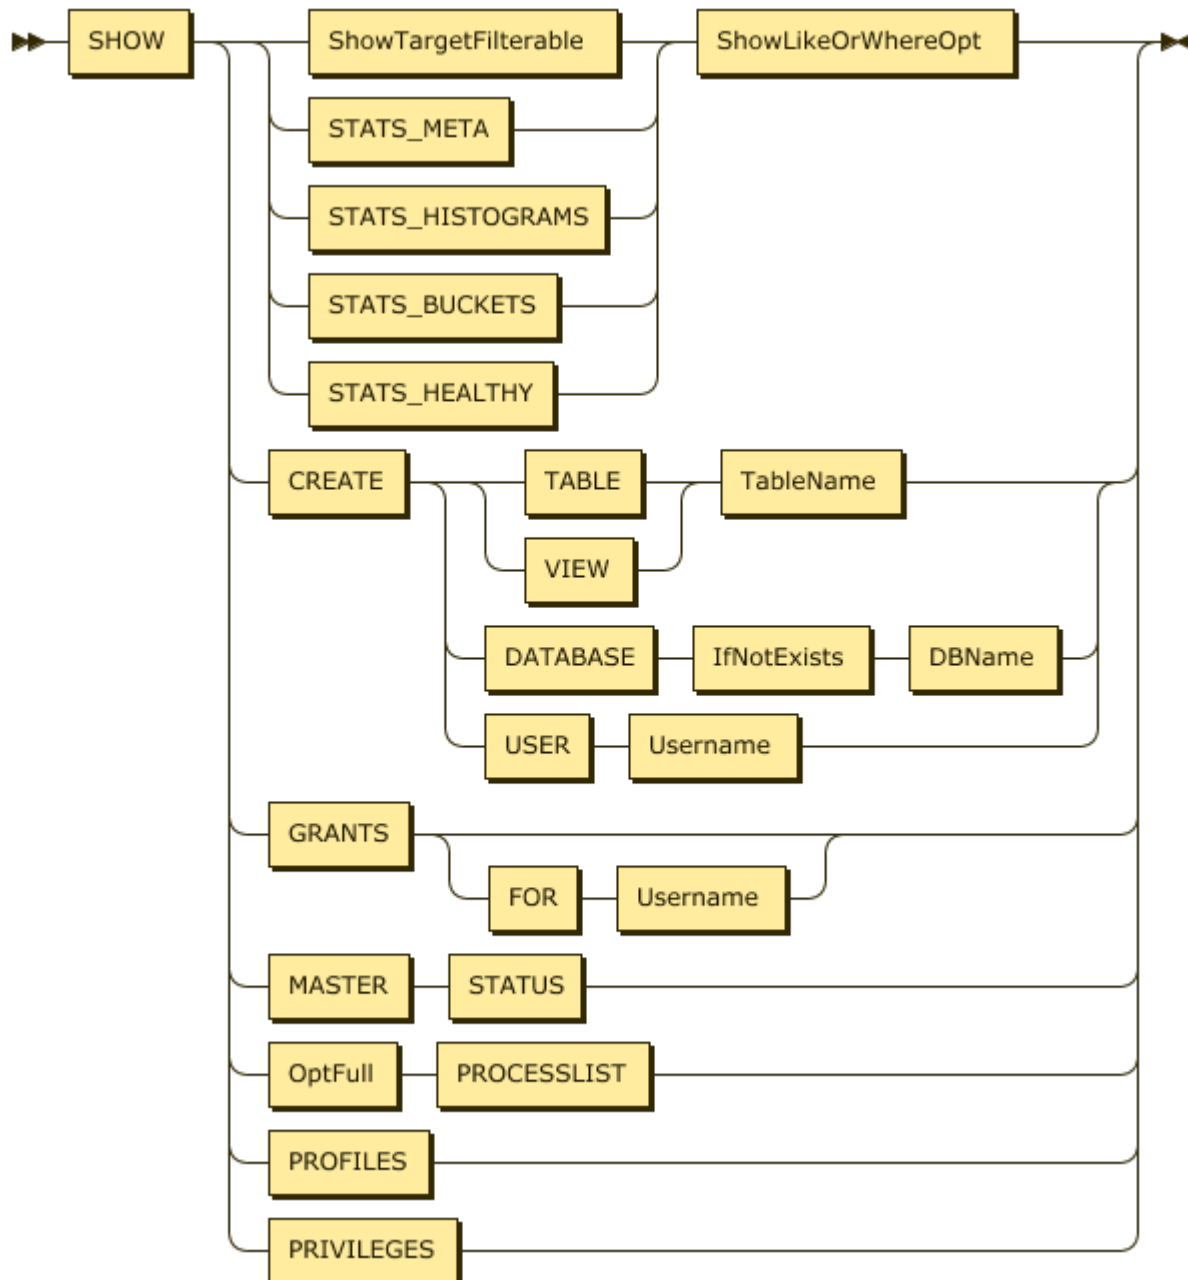 SHOW ShowTargetFilterable ShowLikeOrWhereOpt
STATS_META
STATS_HISTOGRAMS
STATS_BUCKETS
STATS_HEALTHY
CREATE TABLE TableName
VIEW
DATABASE IfNotExists DBName
USER Username
GRANTS
FOR Username
MASTER STATUS
OptFull PROCESSLIST
PROFILES
PRIVILEGES